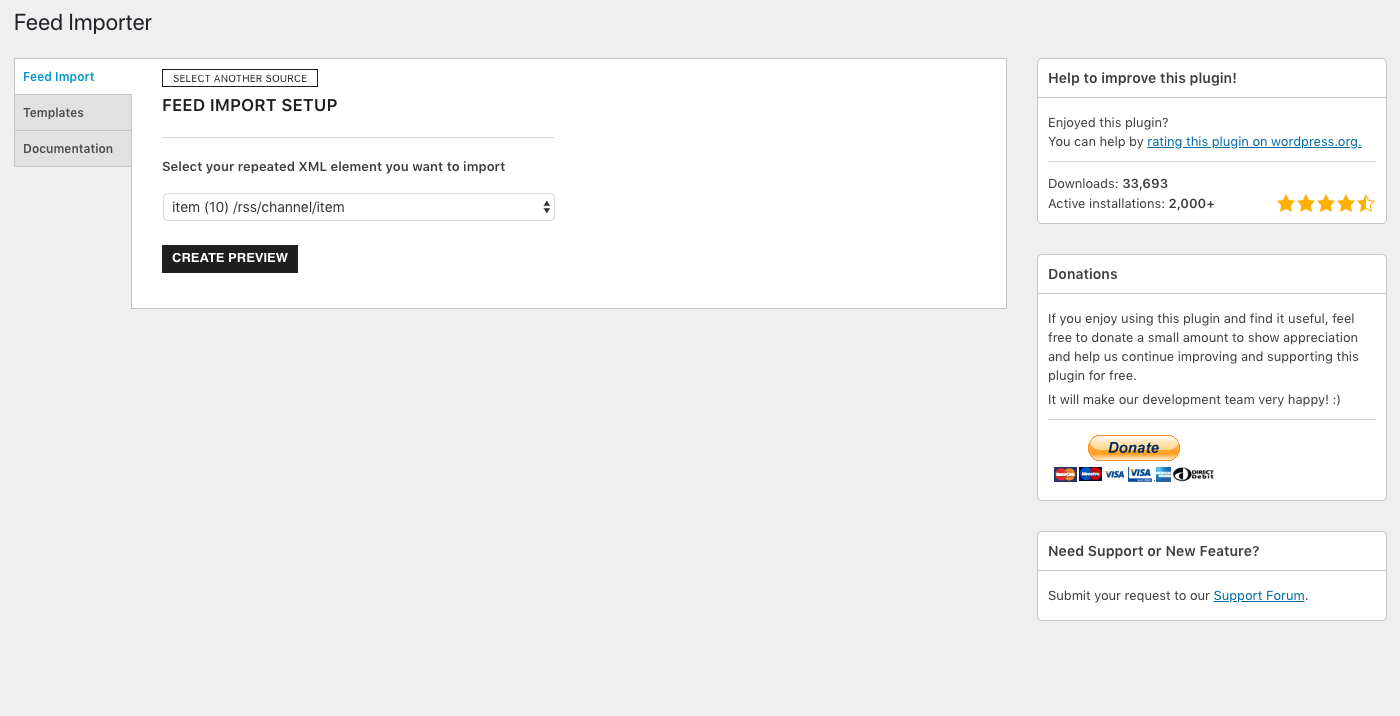 Feed Importer
Feed Import
Templates
Documentation
SELECT ANOTHER SOURCE
FEED IMPORT SETUP
Select your repeated XML element you want to import
item (10) /rss/channel/item
CREATE PREVIEW
Help to improve this plugin!
Enjoyed this plugin?
You can help by rating this plugin on wordpress.org.
Downloads: 33,693
Active installations: 2,000+
Donations
If you enjoy using this plugin and find it useful, feel
free to donate a small amount to show appreciation
and help us continue improving and supporting this
plugin for free.
It will make our development team very happy! :)
Donate
VISA
VISA
DIRECT
Debit
Need Support or New Feature?
Submit your request to our Support Forum.